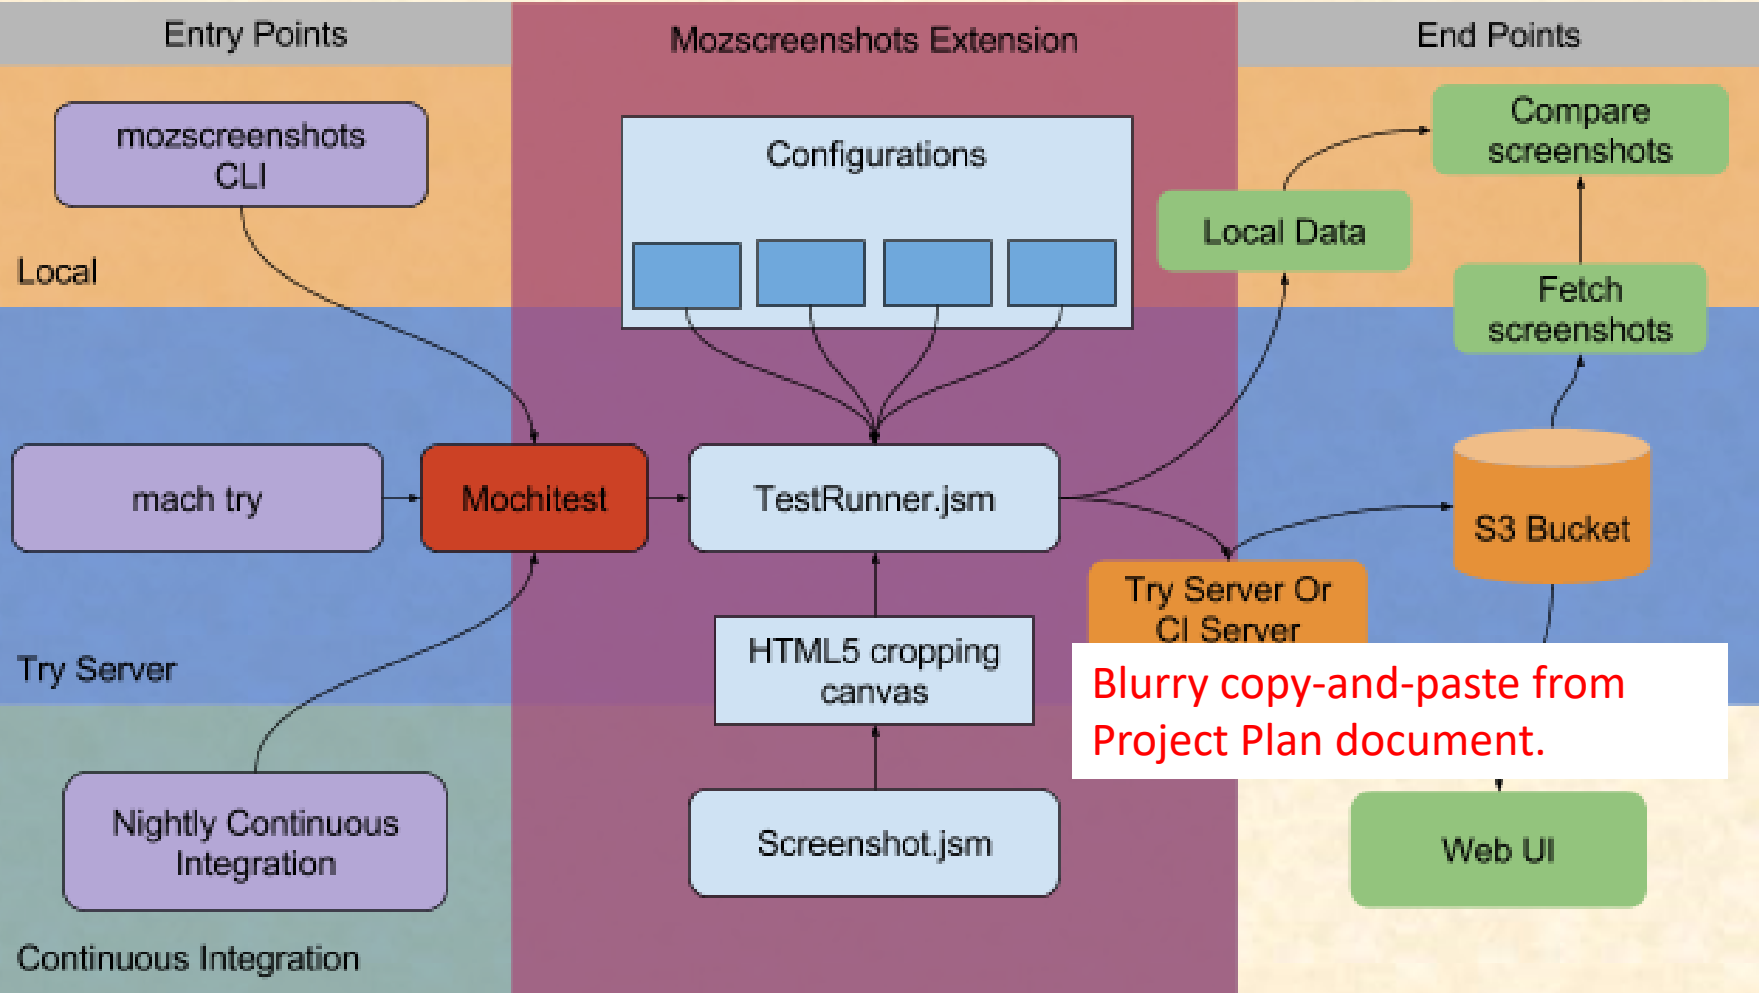 Entry Points
Mozscreenshots Extension
End Points
mozscreenshots
CLI
Local
Configurations
Compare
screenshots
Local Data
Fetch
screenshots
mach try
Mochitest
TestRunner.jsm
S3 Bucket
Try Server Or
CI Server
HTML5 cropping
canvas
Try Server
Blurry copy-and-paste from
Project Plan document.
Nightly Continuous
Integration
Screenshot.jsm
Web UI
Continuous Integration